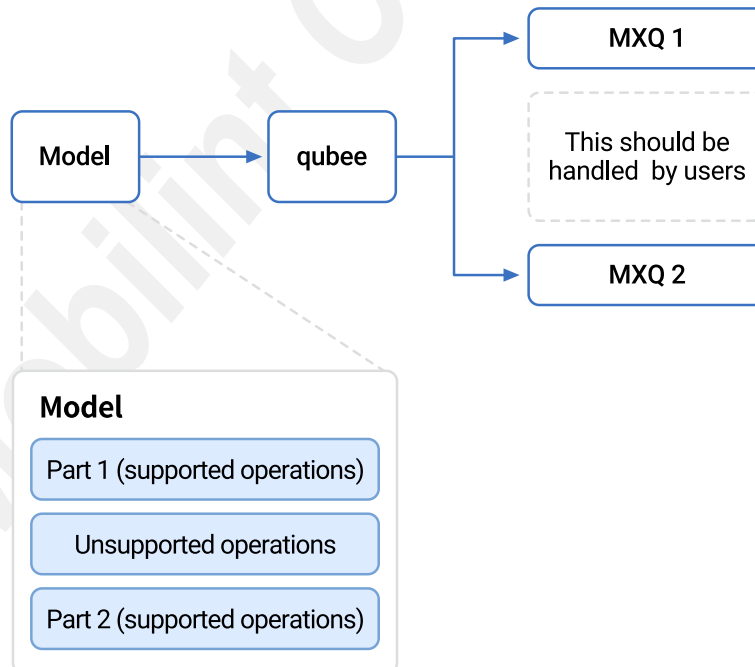 MXQ 1
This should be
handled by users
Model
qubee
MXQ 2
Model
Part 1 (supported operations)
Unsupported operations
Part 2 (supported operations)